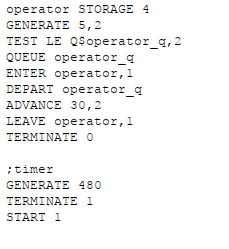 operator STORAGE 4
GENERATE 5,2
TEST LE Q$operator_q,2
QUEUE operator_q
ENTER operator,1
DEPART operator_q
ADVANCE 30,2
LEAVE operator,1
TERMINATE 0

;timer
GENERATE 480
TERMINATE 1
START 1